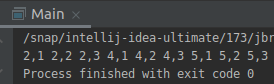 Main ×
/snap/intellij-idea-ultimate/173/jbr
2,1 2,2 2,3 4,1 4,2 4,3 5,1 5,2 5,3
Process finished with exit code 0